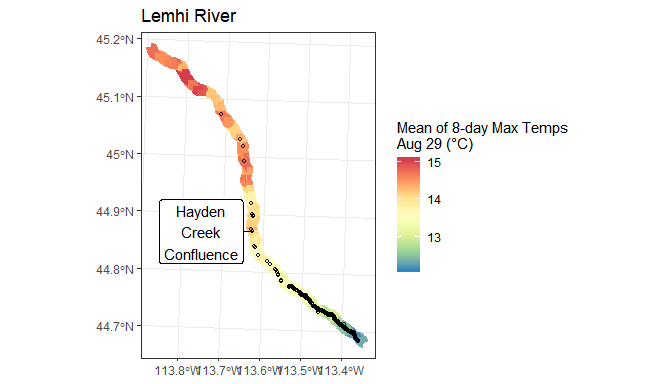 Lemhi River
45.2°N
45.1°N
45°N
44.9°N
44.8°N
44.7°N
Hayden
Creek
Confluence
113.8°W113.7°W113.6°W113.5°W113.4°W
Mean of 8-day Max Temps
Aug 29 (°C)
15
14
13